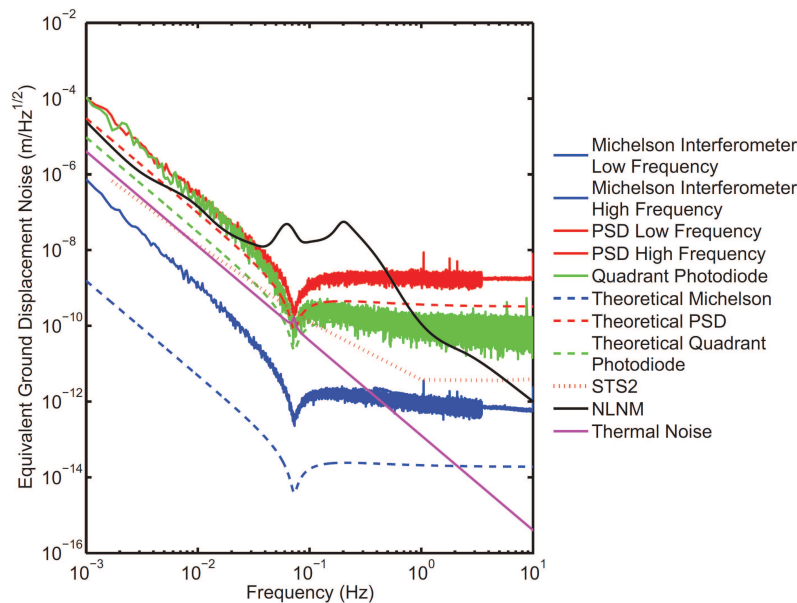 10^-2
10^-4
10^-6
10^-8
10^-10
10^-12
10^-14
10^-16
Equivalent Ground Displacement Noise (m/Hz^1/2)
10^-3
10^-2
10^-1
10^0
10^1
Frequency (Hz)
Michelson Interferometer
Low Frequency
Michelson Interferometer
High Frequency
PSD Low Frequency
PSD High Frequency
Quadrant Photodiode
Theoretical Michelson
Theoretical PSD
Theoretical Quadrant
Photodiode
STS2
NLNM
Thermal Noise